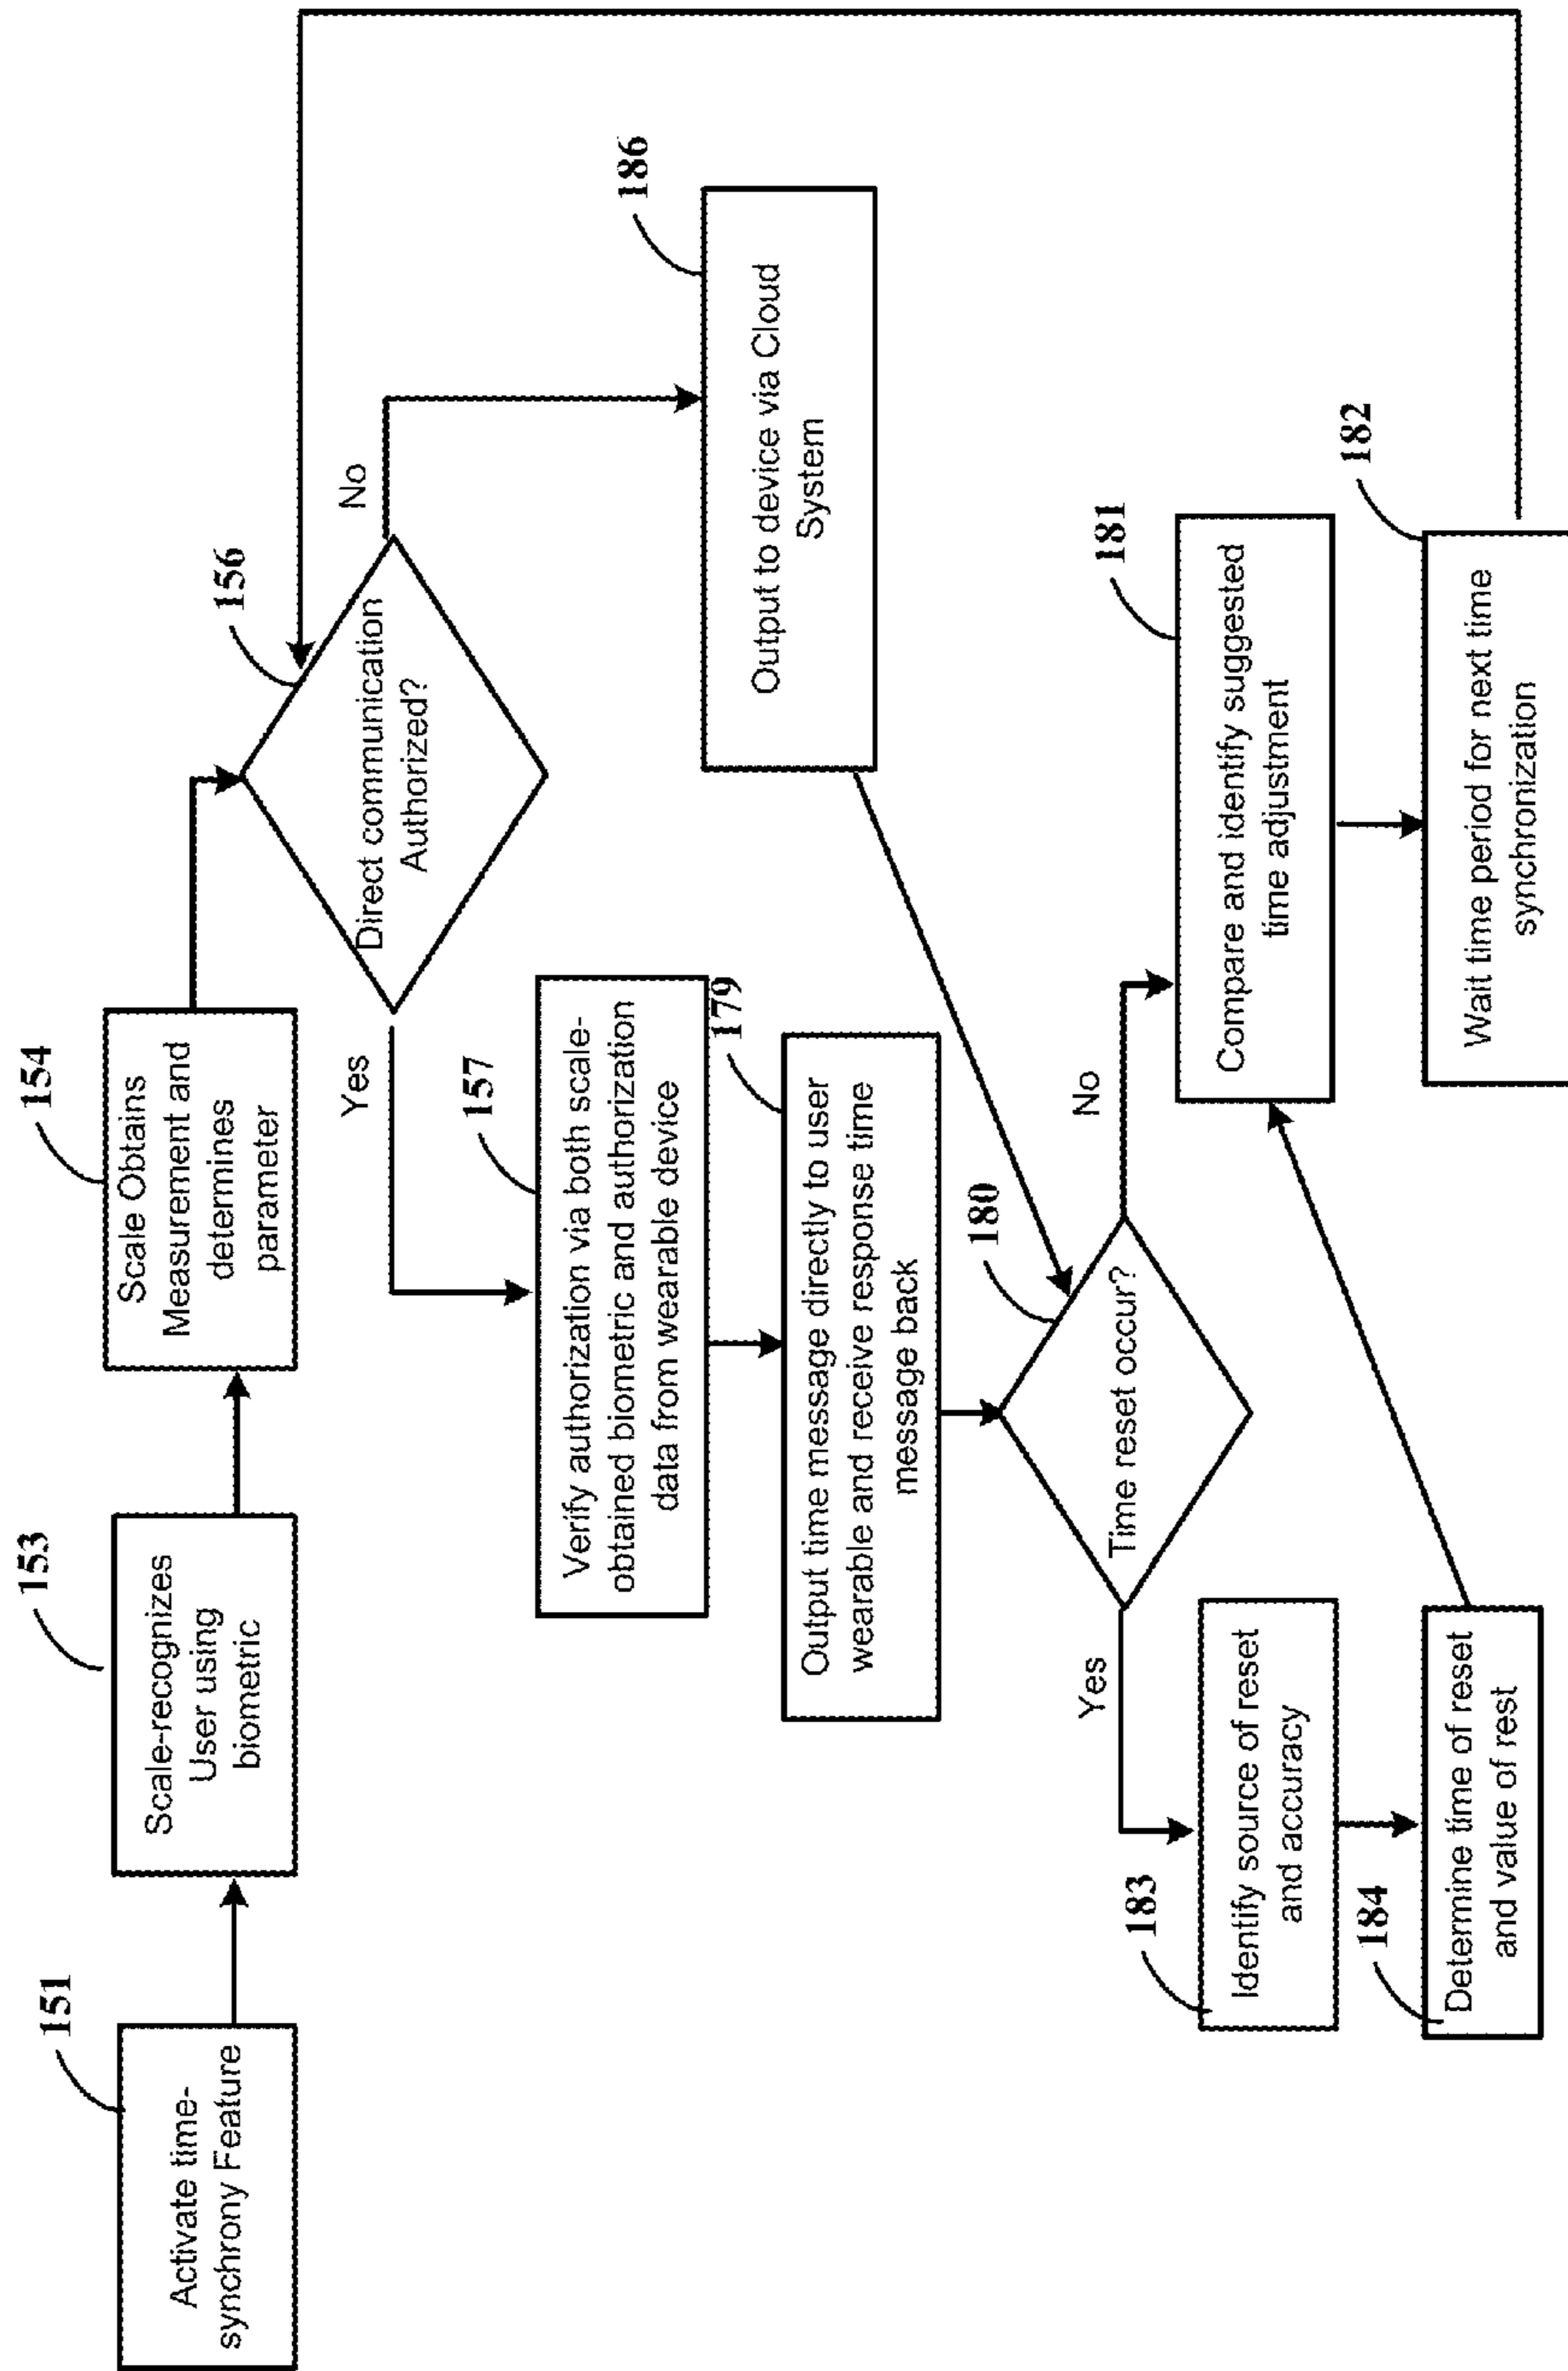 151
Activate time-
synchrony Feature
153
Scale-recognizes
User using
biometric
154
Scale Obtains
Measurement and
determines
parameter
156
Direct communication
Authorized?
Yes
No
157
Verify authorization via both scale-
obtained biometric and authorization
data from wearable device
186
Output to device via Cloud
System
179
Output time message directly to user
wearable and receive response time
message back
180
Time reset occur?
Yes
No
183
Identify source of reset
and accuracy
181
Compare and identify suggested
time adjustment
184
Determine time of reset
and value of rest
182
Wait time period for next time
synchronization